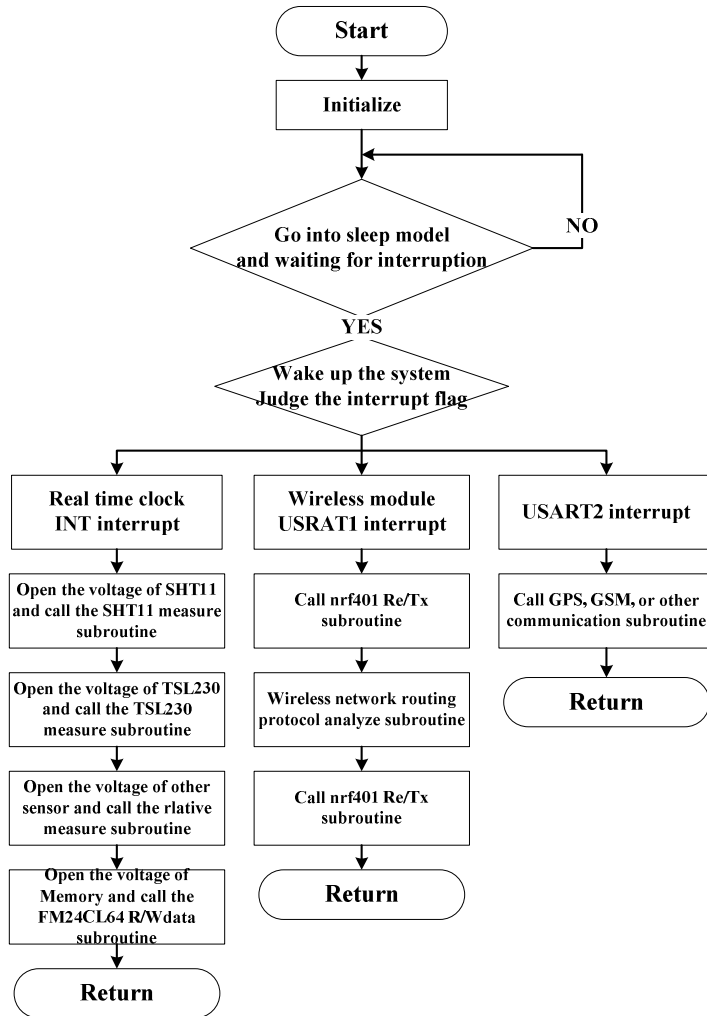 Start
Initialize
Go into sleep model
and waiting for interruption
NO
YES
Wake up the system
Judge the interrupt flag
Real time clock
INT interrupt
Wireless module
USRAT1 interrupt
USART2 interrupt
Open the voltage of SHT11
and call the SHT11 measure
subroutine
Call nrf401 Re/Tx
subroutine
Call GPS, GSM, or other
communication subroutine
Open the voltage of TSL230
and call the TSL230
measure subroutine
Wireless network routing
protocol analyze subroutine
Return
Open the voltage of other
sensor and call the rlative
measure subroutine
Call nrf401 Re/Tx
subroutine
Open the voltage of
Memory and call the
FM24CL64 R/Wdata
subroutine
Return
Return